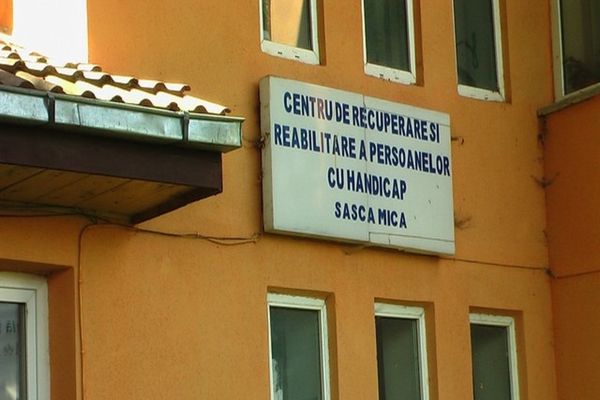 CENTRU DE RECUPERARE SI
REABILITARE A PERSOANELOR
CU HANDICAP
SASCA MICA